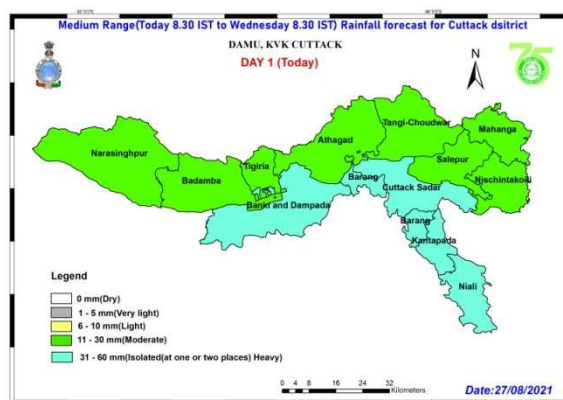 Medium Range(Today 8.30 IST to Wednesday 8.30 IST) Rainfall forecast for Cuttack dsitrict
DAMU, KVK CUTTACK
DAY 1 (Today)
N
75
Tangi-Choudwar
Mahanga
Athagad
Narasinghpur
Tigiria
Salepur
Badamba
Barang
Nischintakoili
Cuttack Sadar
Banki and Dampada
Barang
Kantapada
Niali
Legend
0 mm(Dry)
1 - 5 mm(Very light)
6 - 10 mm(Light)
11 - 30 mm(Moderate)
31 - 60 mm(Isolated(at one or two places) Heavy)
0 4 8 16 24 32
Kilometers
Date:27/08/2021